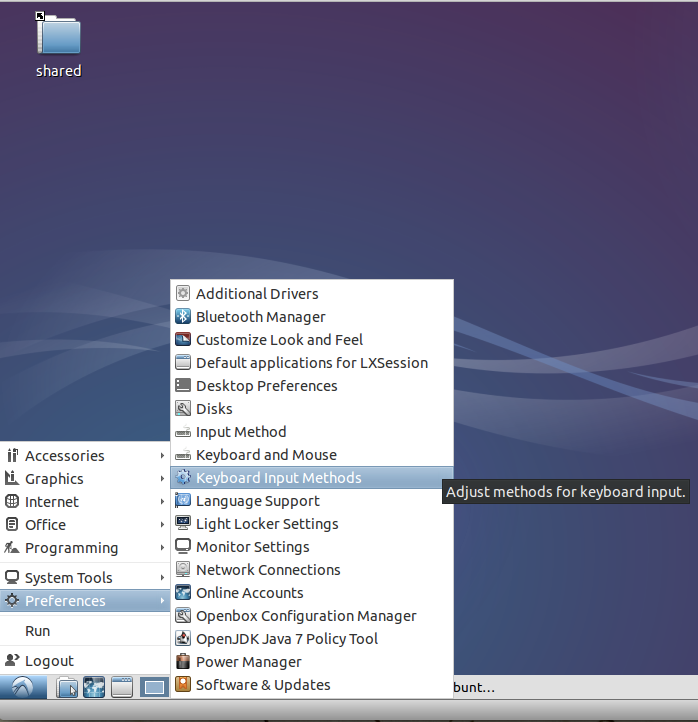 shared
Additional Drivers
Bluetooth Manager
Customize Look and Feel
Default applications for LXSession
Desktop Preferences
Disks
Input Method
Keyboard and Mouse
Keyboard Input Methods
Adjust methods for keyboard input.
Language Support
Light Locker Settings
Monitor Settings
Network Connections
Online Accounts
Openbox Configuration Manager
OpenJDK Java 7 Policy Tool
Power Manager
Software & Updates
Accessories
Graphics
Internet
Office
Programming
System Tools
Preferences
Run
Logout
bunt...